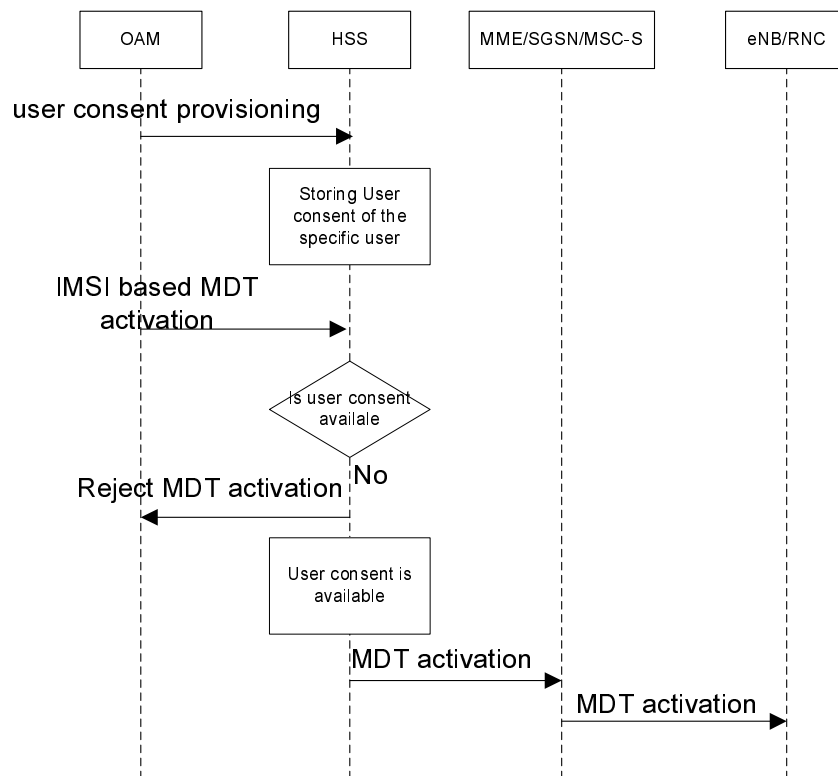 OAM
HSS
MME/SGSN/MSC-S
eNB/RNC
user consent provisioning
Storing User
consent of the
specific user
IMSI based MDT
activation
Is user consent
availale
No
Reject MDT activation
User consent is
available
MDT activation
MDT activation